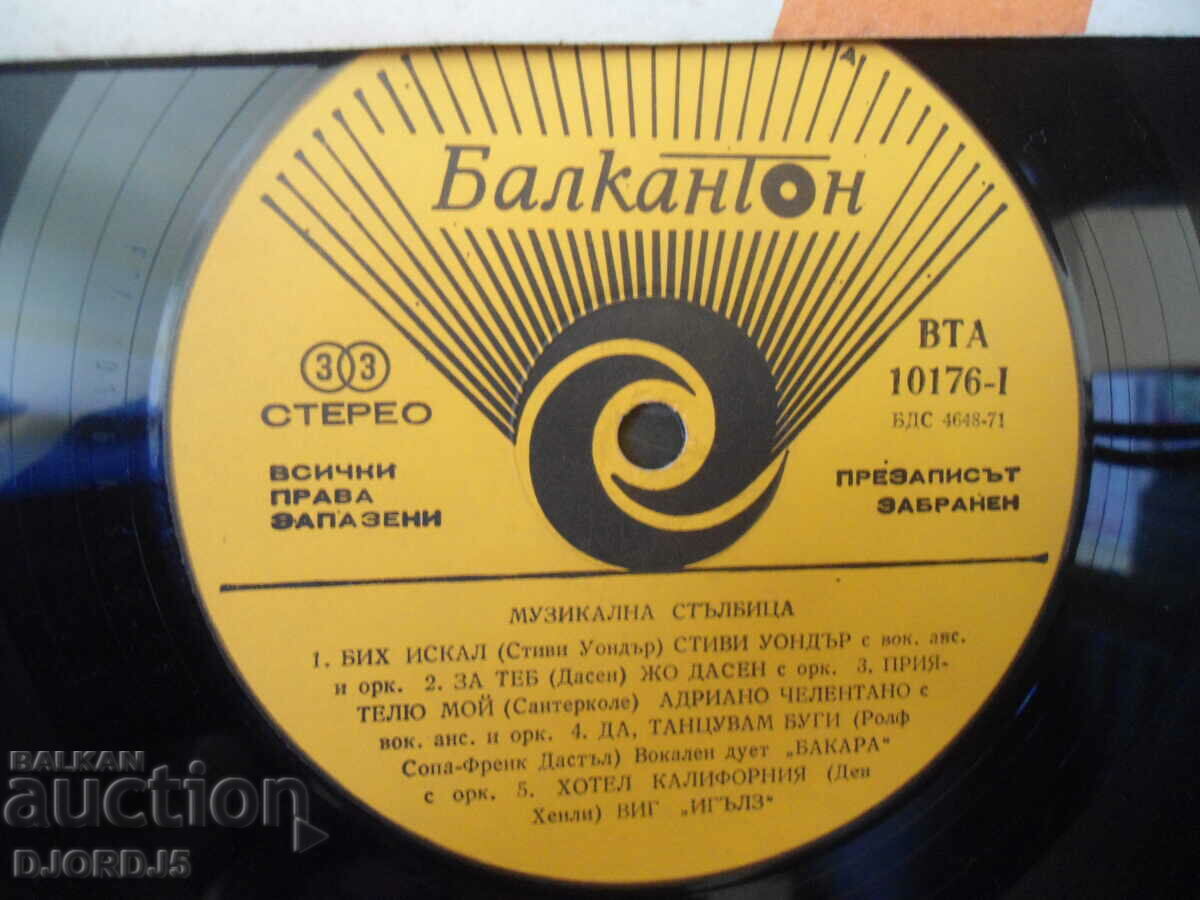 А
Балкантон
33
СТЕРЕО
ВТА
10176-I
БДС 4648-71
ВСИЧКИ
ПРАВА
ЗАПАЗЕНИ
ПРЕЗАПИСЪТ
ЗАБРАНЕН
МУЗИКАЛНА СТЪЛБИЦА
1. БИХ ИСКАЛ (Стиви Уондър) СТИВИ УОНДЪР с вок. анс.
и орк. 2. ЗА ТЕБ (Дасен) ЖО ДАСЕН с орк. 3. ПРИЯ-
ТЕЛЮ МОЙ (Сантерколе) АДРИАНО ЧЕЛЕНТАНО с
вок. анс. и орк. 4. ДА, ТАНЦУВАМ БУГИ (Ролф
Сопа-Френк Дастъл) Вокален дует „БАКАРА"
с орк. 5. ХОТЕЛ КАЛИФОРНИЯ (Ден
Хенли) ВИГ „ИГЪЛЗ"
BALKAN
auction
DJORDJ5